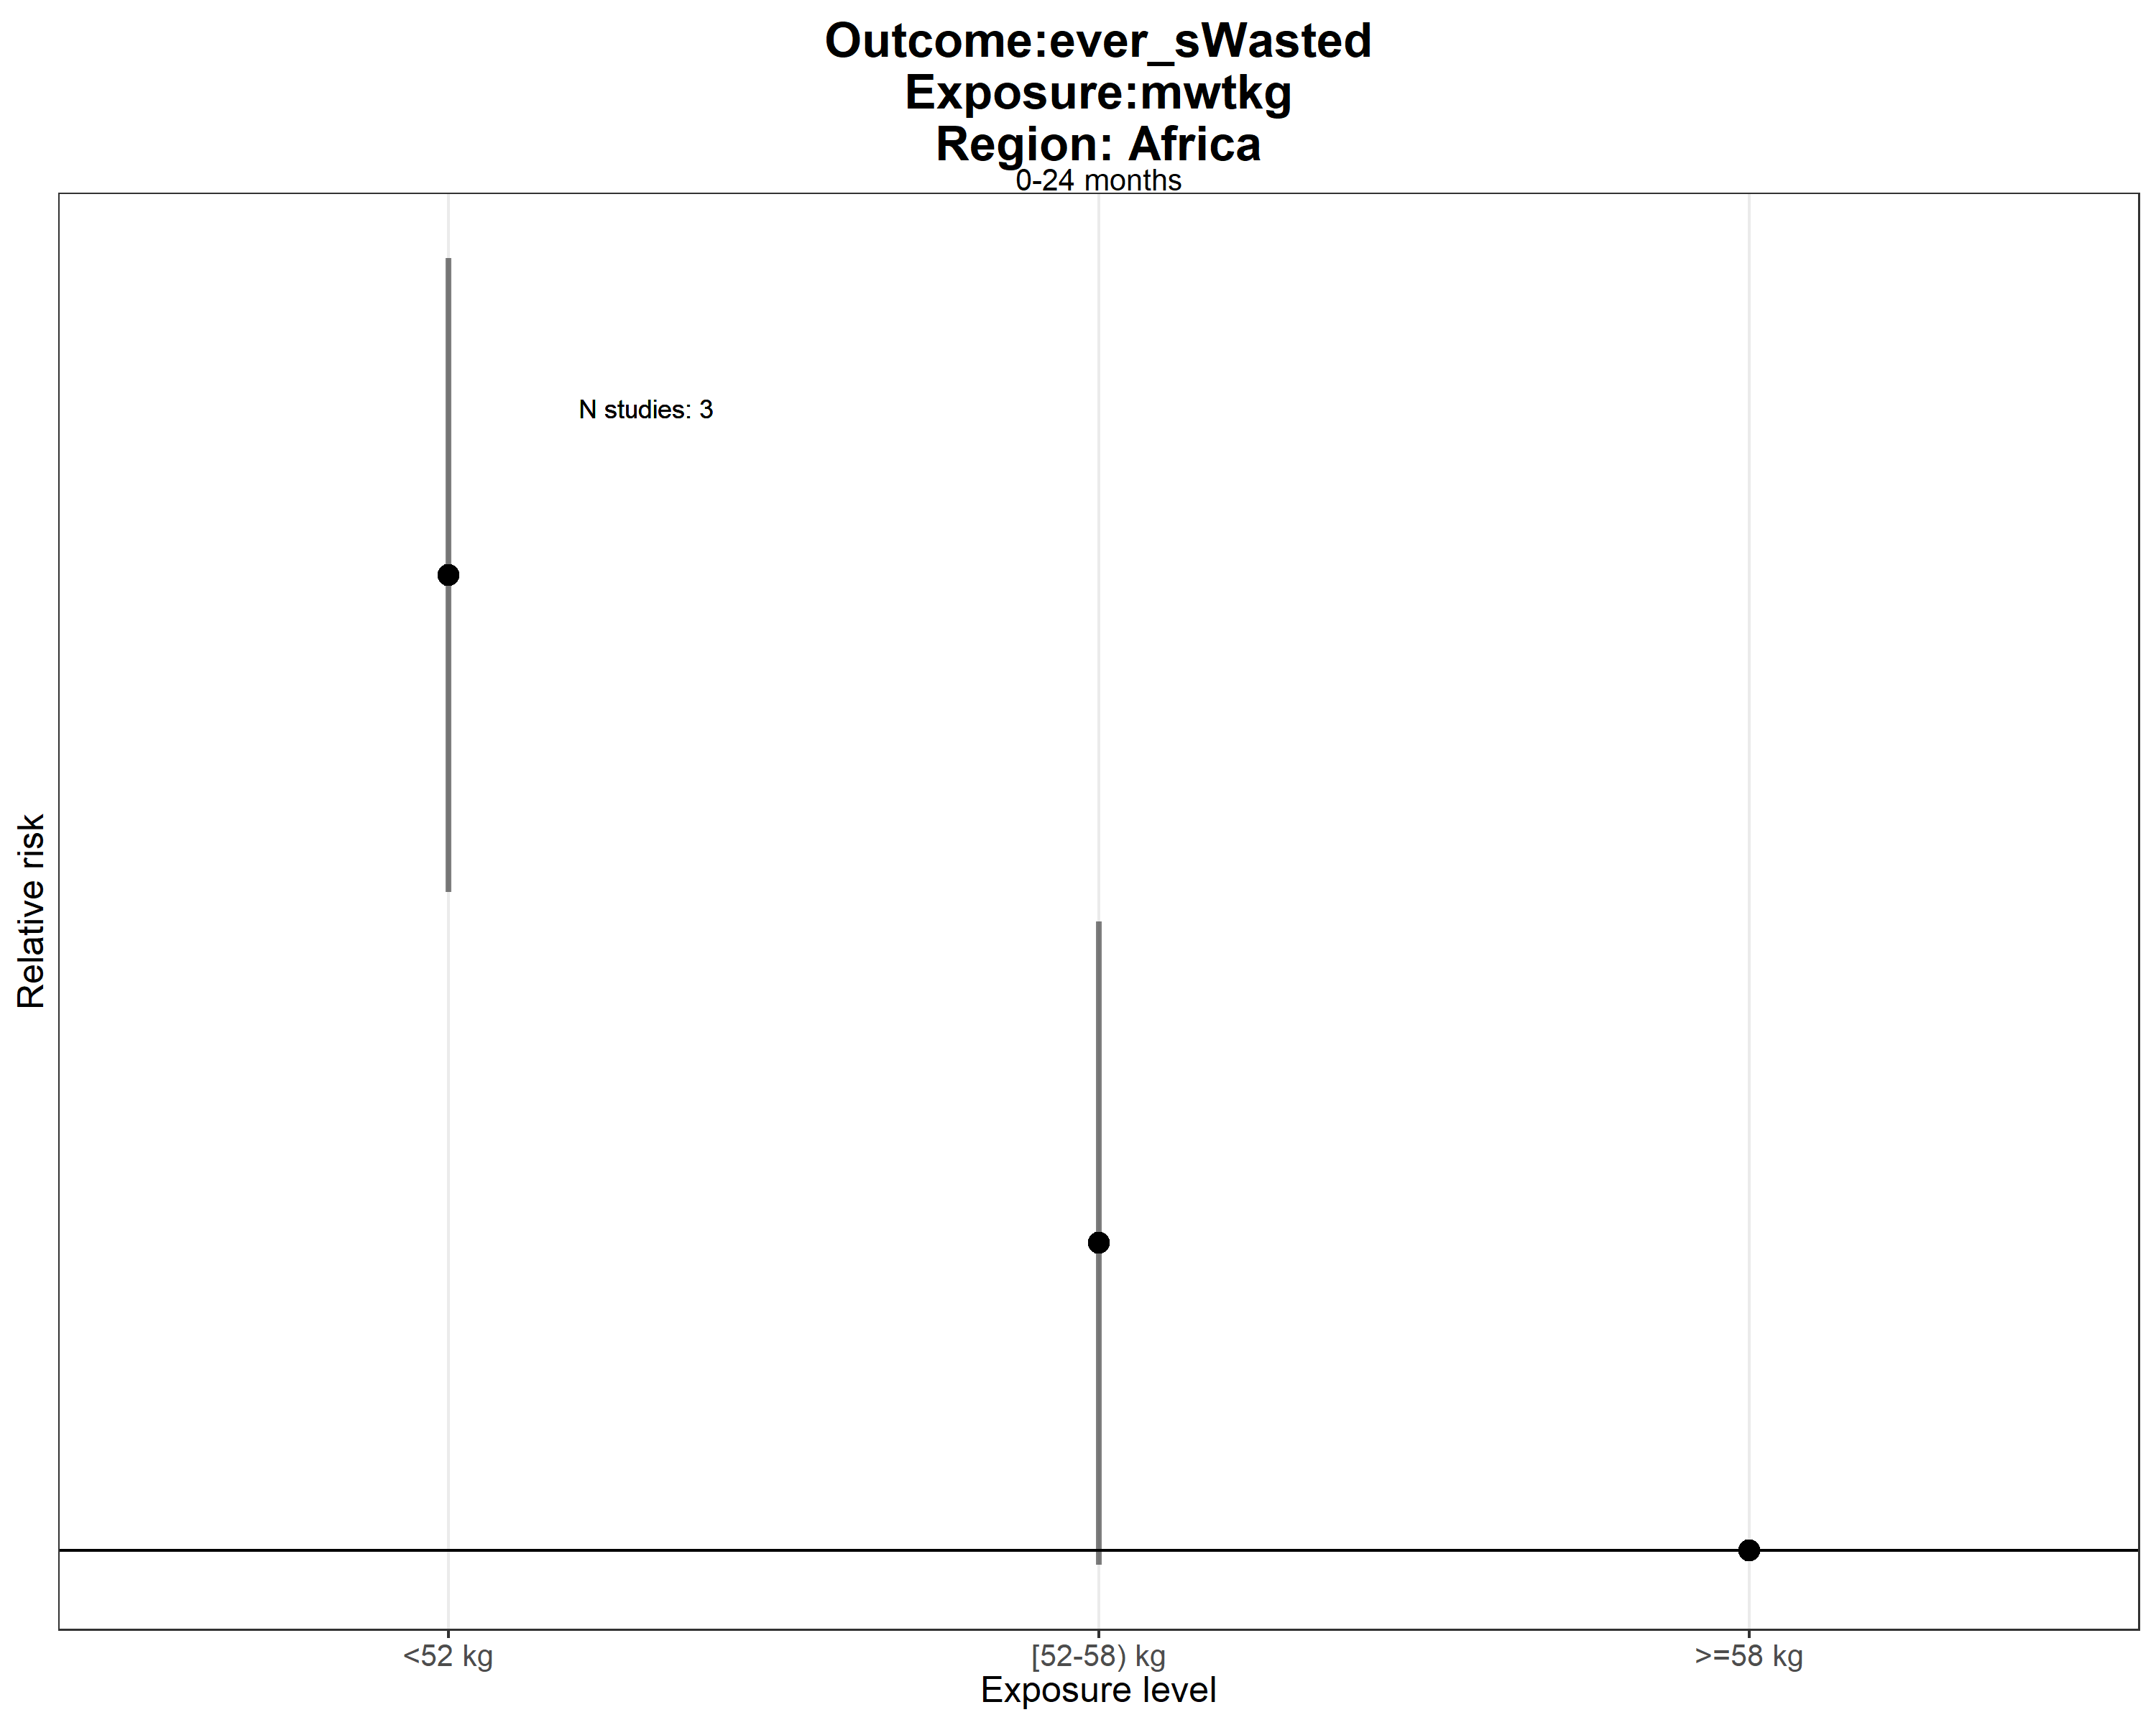 Outcome:ever_sWasted
Exposure:mwtkg
Region: Africa
0-24 months
N studies: 3
Relative risk
<52 kg
[52-58) kg
>=58 kg
Exposure level